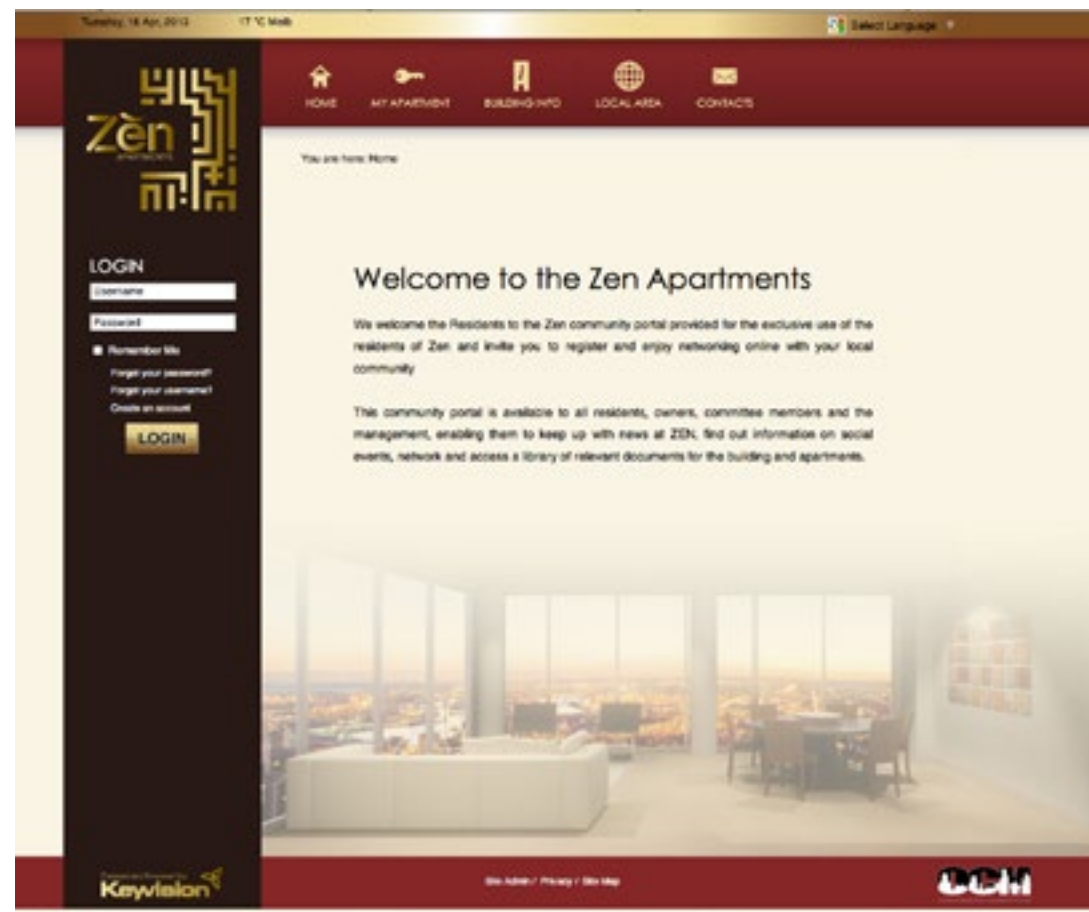 Tuesday, 16 Apr, 2013 17 °C Melb
Select Language
HOME MY APARTMENT BUILDING INFO LOCAL AREA CONTACTS
Zèn
APARTMENTS
You are here: Home
LOGIN
Username
Password
Remember Me
Forgot your password?
Forgot your username?
Create an account
LOGIN
Welcome to the Zen Apartments
We welcome the Residents to the Zen community portal provided for the exclusive use of the
residents of Zen and invite you to register and enjoy networking online with your local
community
This community portal is available to all residents, owners, committee members and the
management, enabling them to keep up with news at ZEN, find out information on social
events, network and access a library of relevant documents for the building and apartments.
Keyvision
Site Admin / Privacy / Site Map
OCM